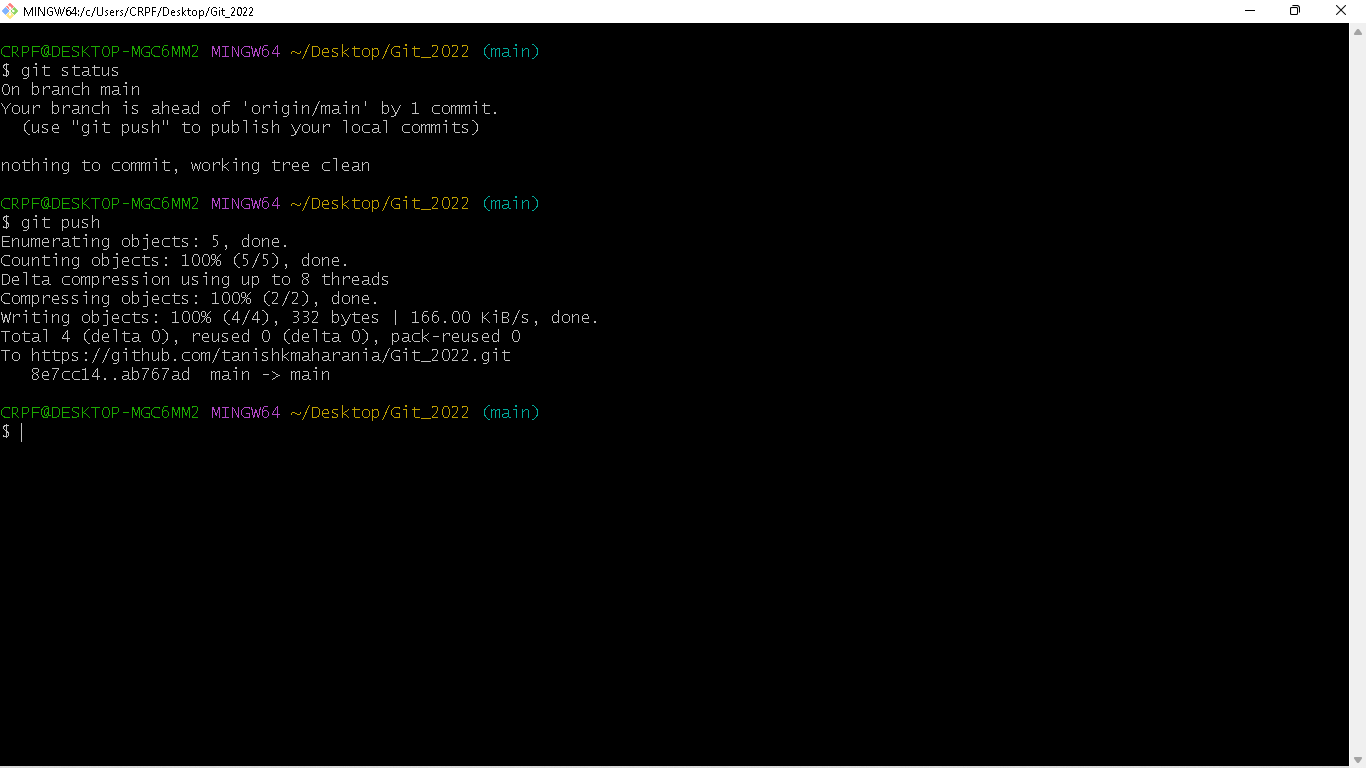 MINGW64:/c/Users/CRPF/Desktop/Git_2022
CRPF@DESKTOP-MGC6MM2 MINGW64 ~/Desktop/Git_2022 (main)
$ git status
On branch main
Your branch is ahead of 'origin/main' by 1 commit.
  (use "git push" to publish your local commits)
nothing to commit, working tree clean
CRPF@DESKTOP-MGC6MM2 MINGW64 ~/Desktop/Git_2022 (main)
$ git push
Enumerating objects: 5, done.
Counting objects: 100% (5/5), done.
Delta compression using up to 8 threads
Compressing objects: 100% (2/2), done.
Writing objects: 100% (4/4), 332 bytes | 166.00 KiB/s, done.
Total 4 (delta 0), reused 0 (delta 0), pack-reused 0
To https://github.com/tanishkmaharania/Git_2022.git
   8e7cc14..ab767ad  main -> main
CRPF@DESKTOP-MGC6MM2 MINGW64 ~/Desktop/Git_2022 (main)
$